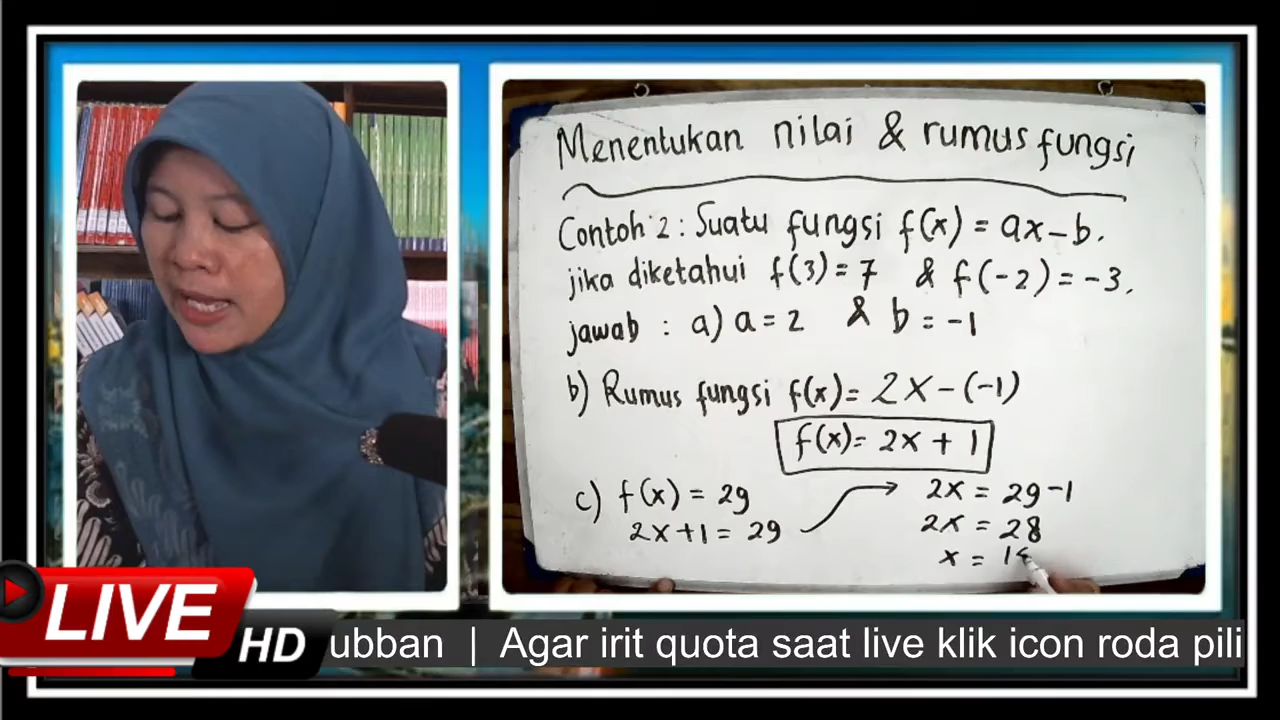 Menentukan nilai & rumus fungsi
Contoh 2 : Suatu fungsi f(x) = ax - b.
jika diketahui f(3) = 7 & f(-2) = -3.
jawab : a) a = 2 & b = -1
b) Rumus fungsi f(x) = 2x - (-1)
f(x) = 2x + 1
c) f(x) = 29
2x + 1 = 29
2x = 29 - 1
2x = 28
x =
LIVE
HD
ubban | Agar irit quota saat live klik icon roda pili